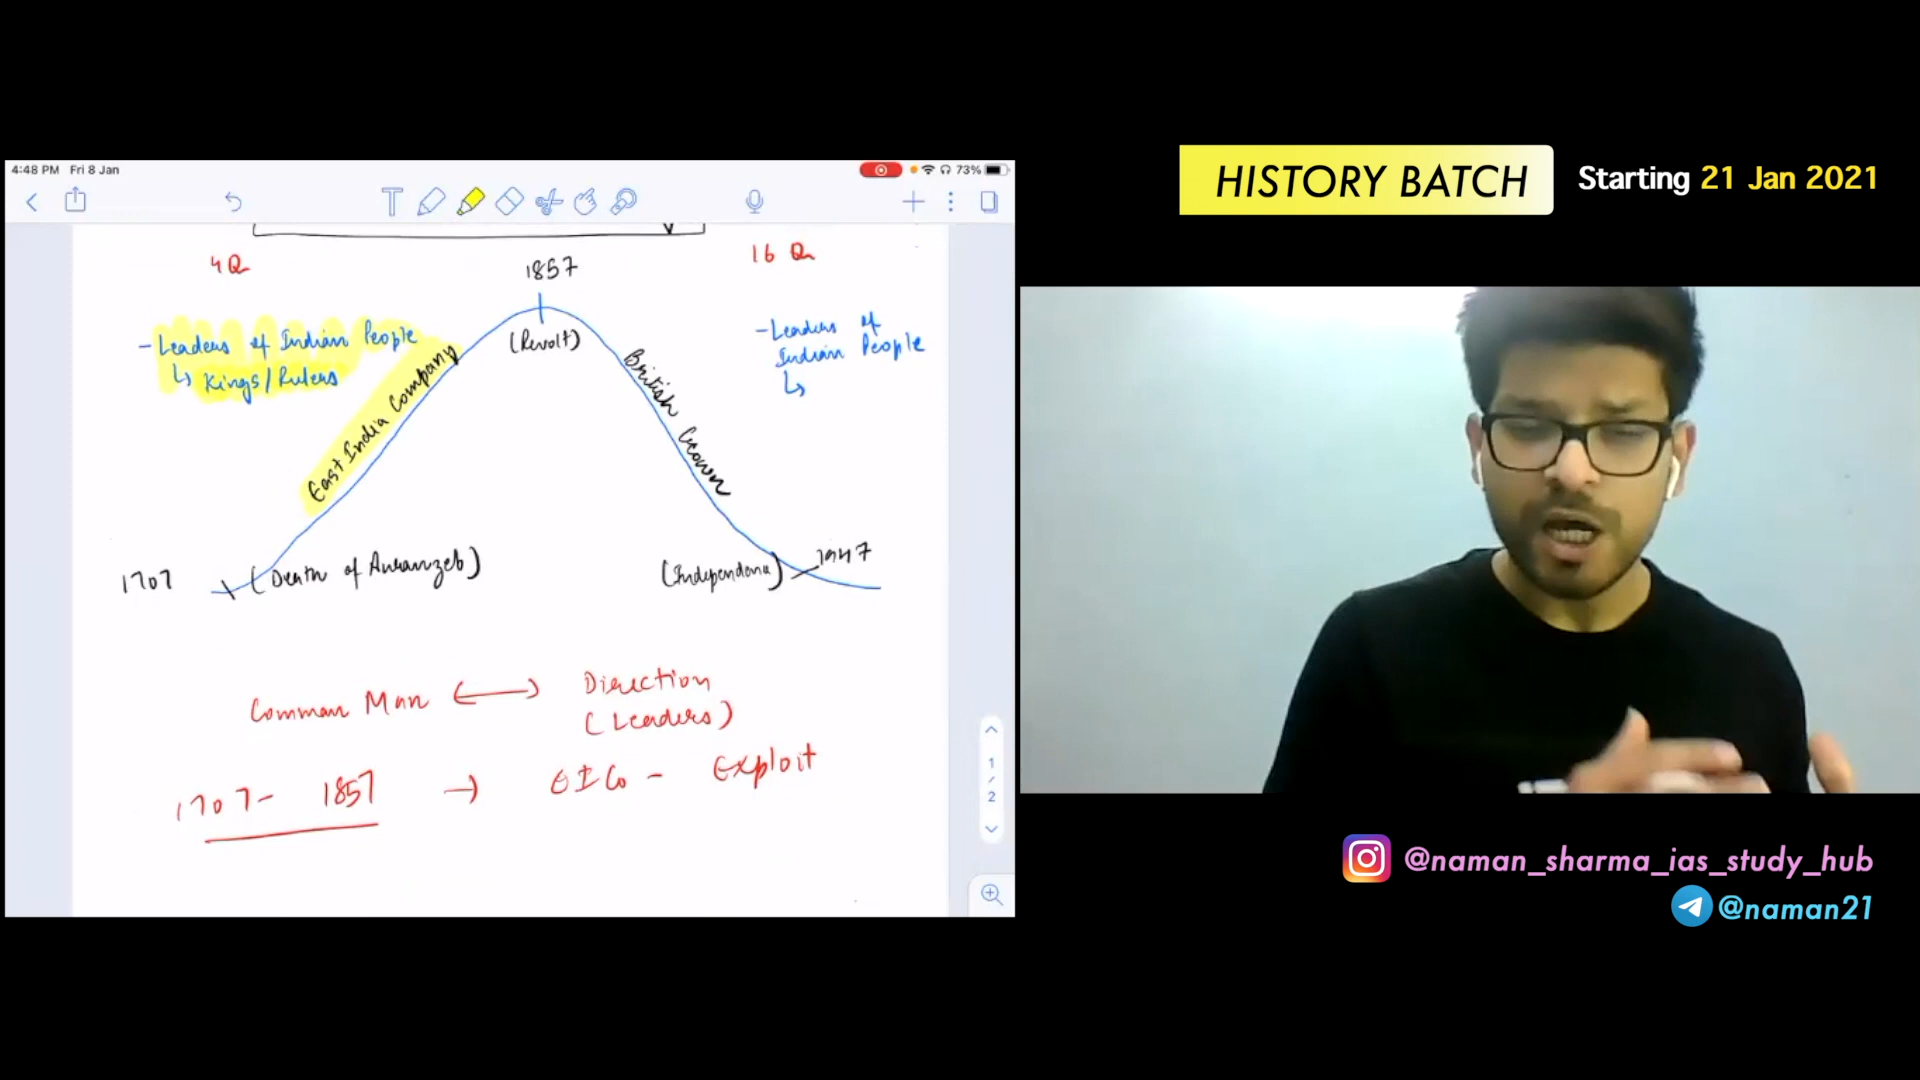 4:48 PM Fri 8 Jan
73%
HISTORY BATCH
Starting 21 Jan 2021
T
4Q
1857
16 Q
- Leaders of Indian People
↳ Kings/Rulers
East India Company
(Revolt)
British Crown
- Leaders of
Indian People
↳
1707
(Death of Auranzeb)
(Independence)
1947
Common Man ⟷ Direction
(Leaders)
1707- 1857 → EICo - Exploit
1
/
2
@naman_sharma_ias_study_hub
@naman21